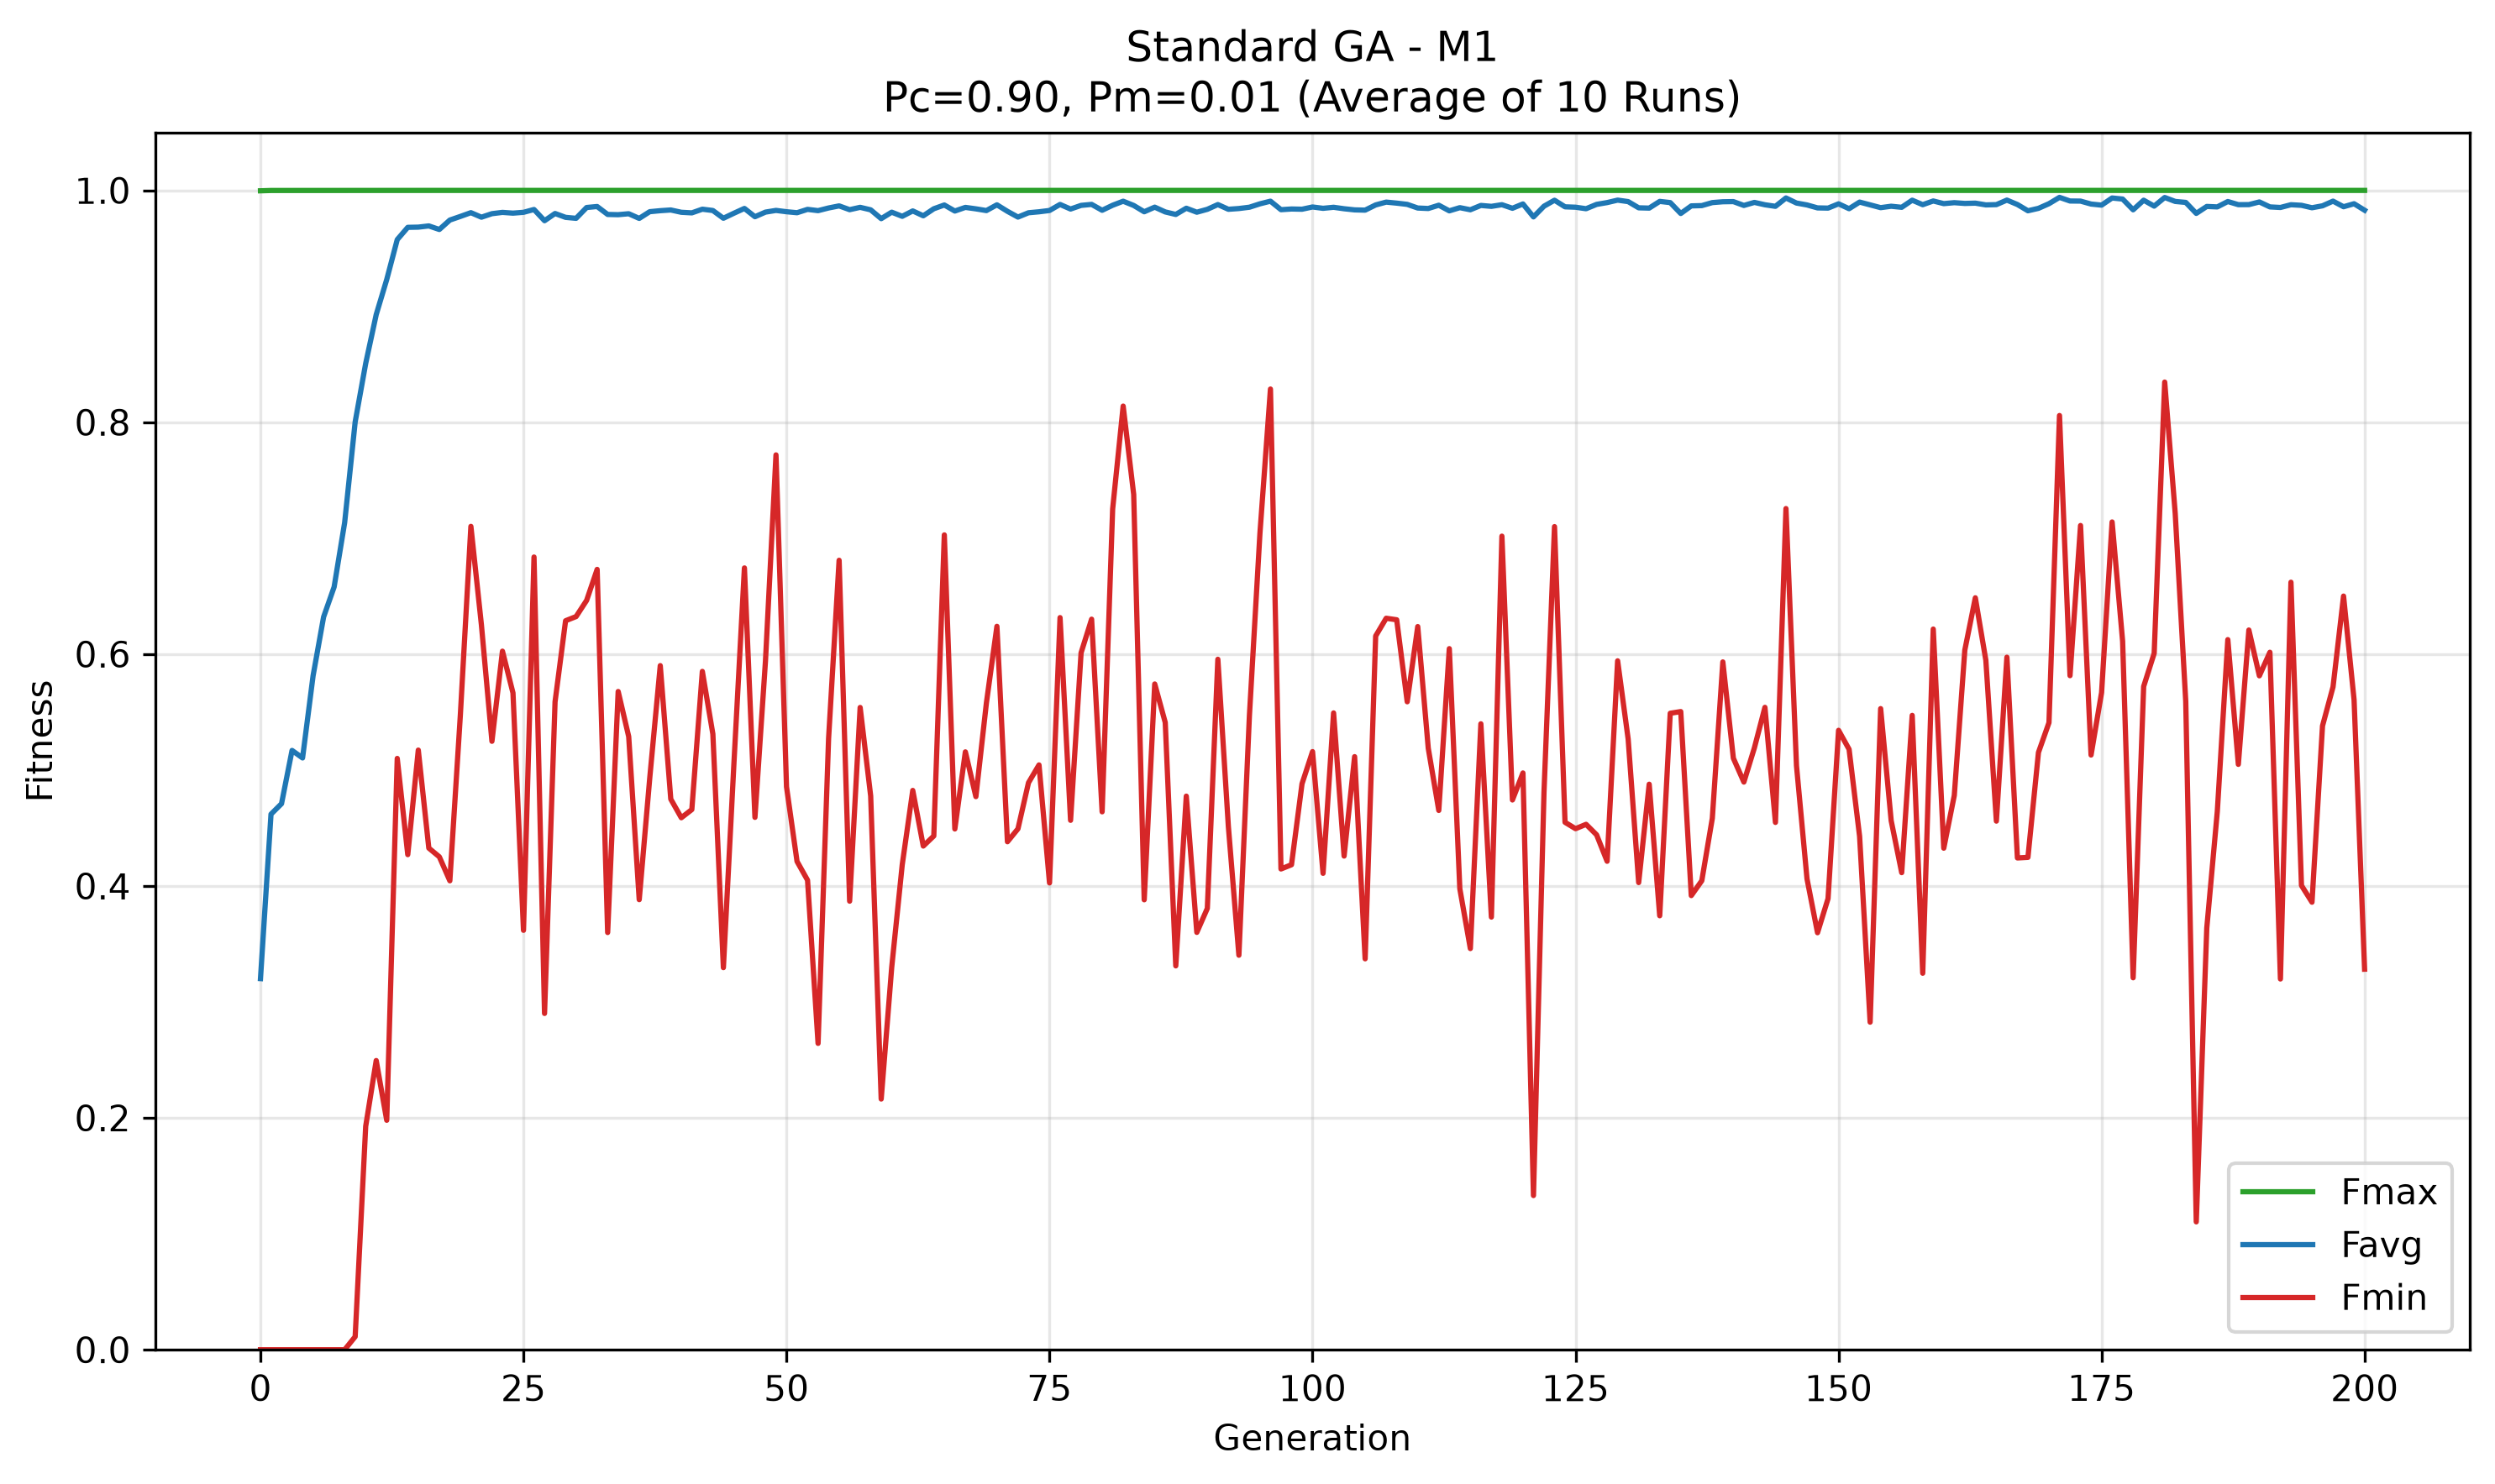 Standard GA - M1
Pc=0.90, Pm=0.01 (Average of 10 Runs)
Fitness
1.0
0.8
0.6
0.4
0.2
0.0
0 25 50 75 100 125 150 175 200
Generation
Fmax
Favg
Fmin